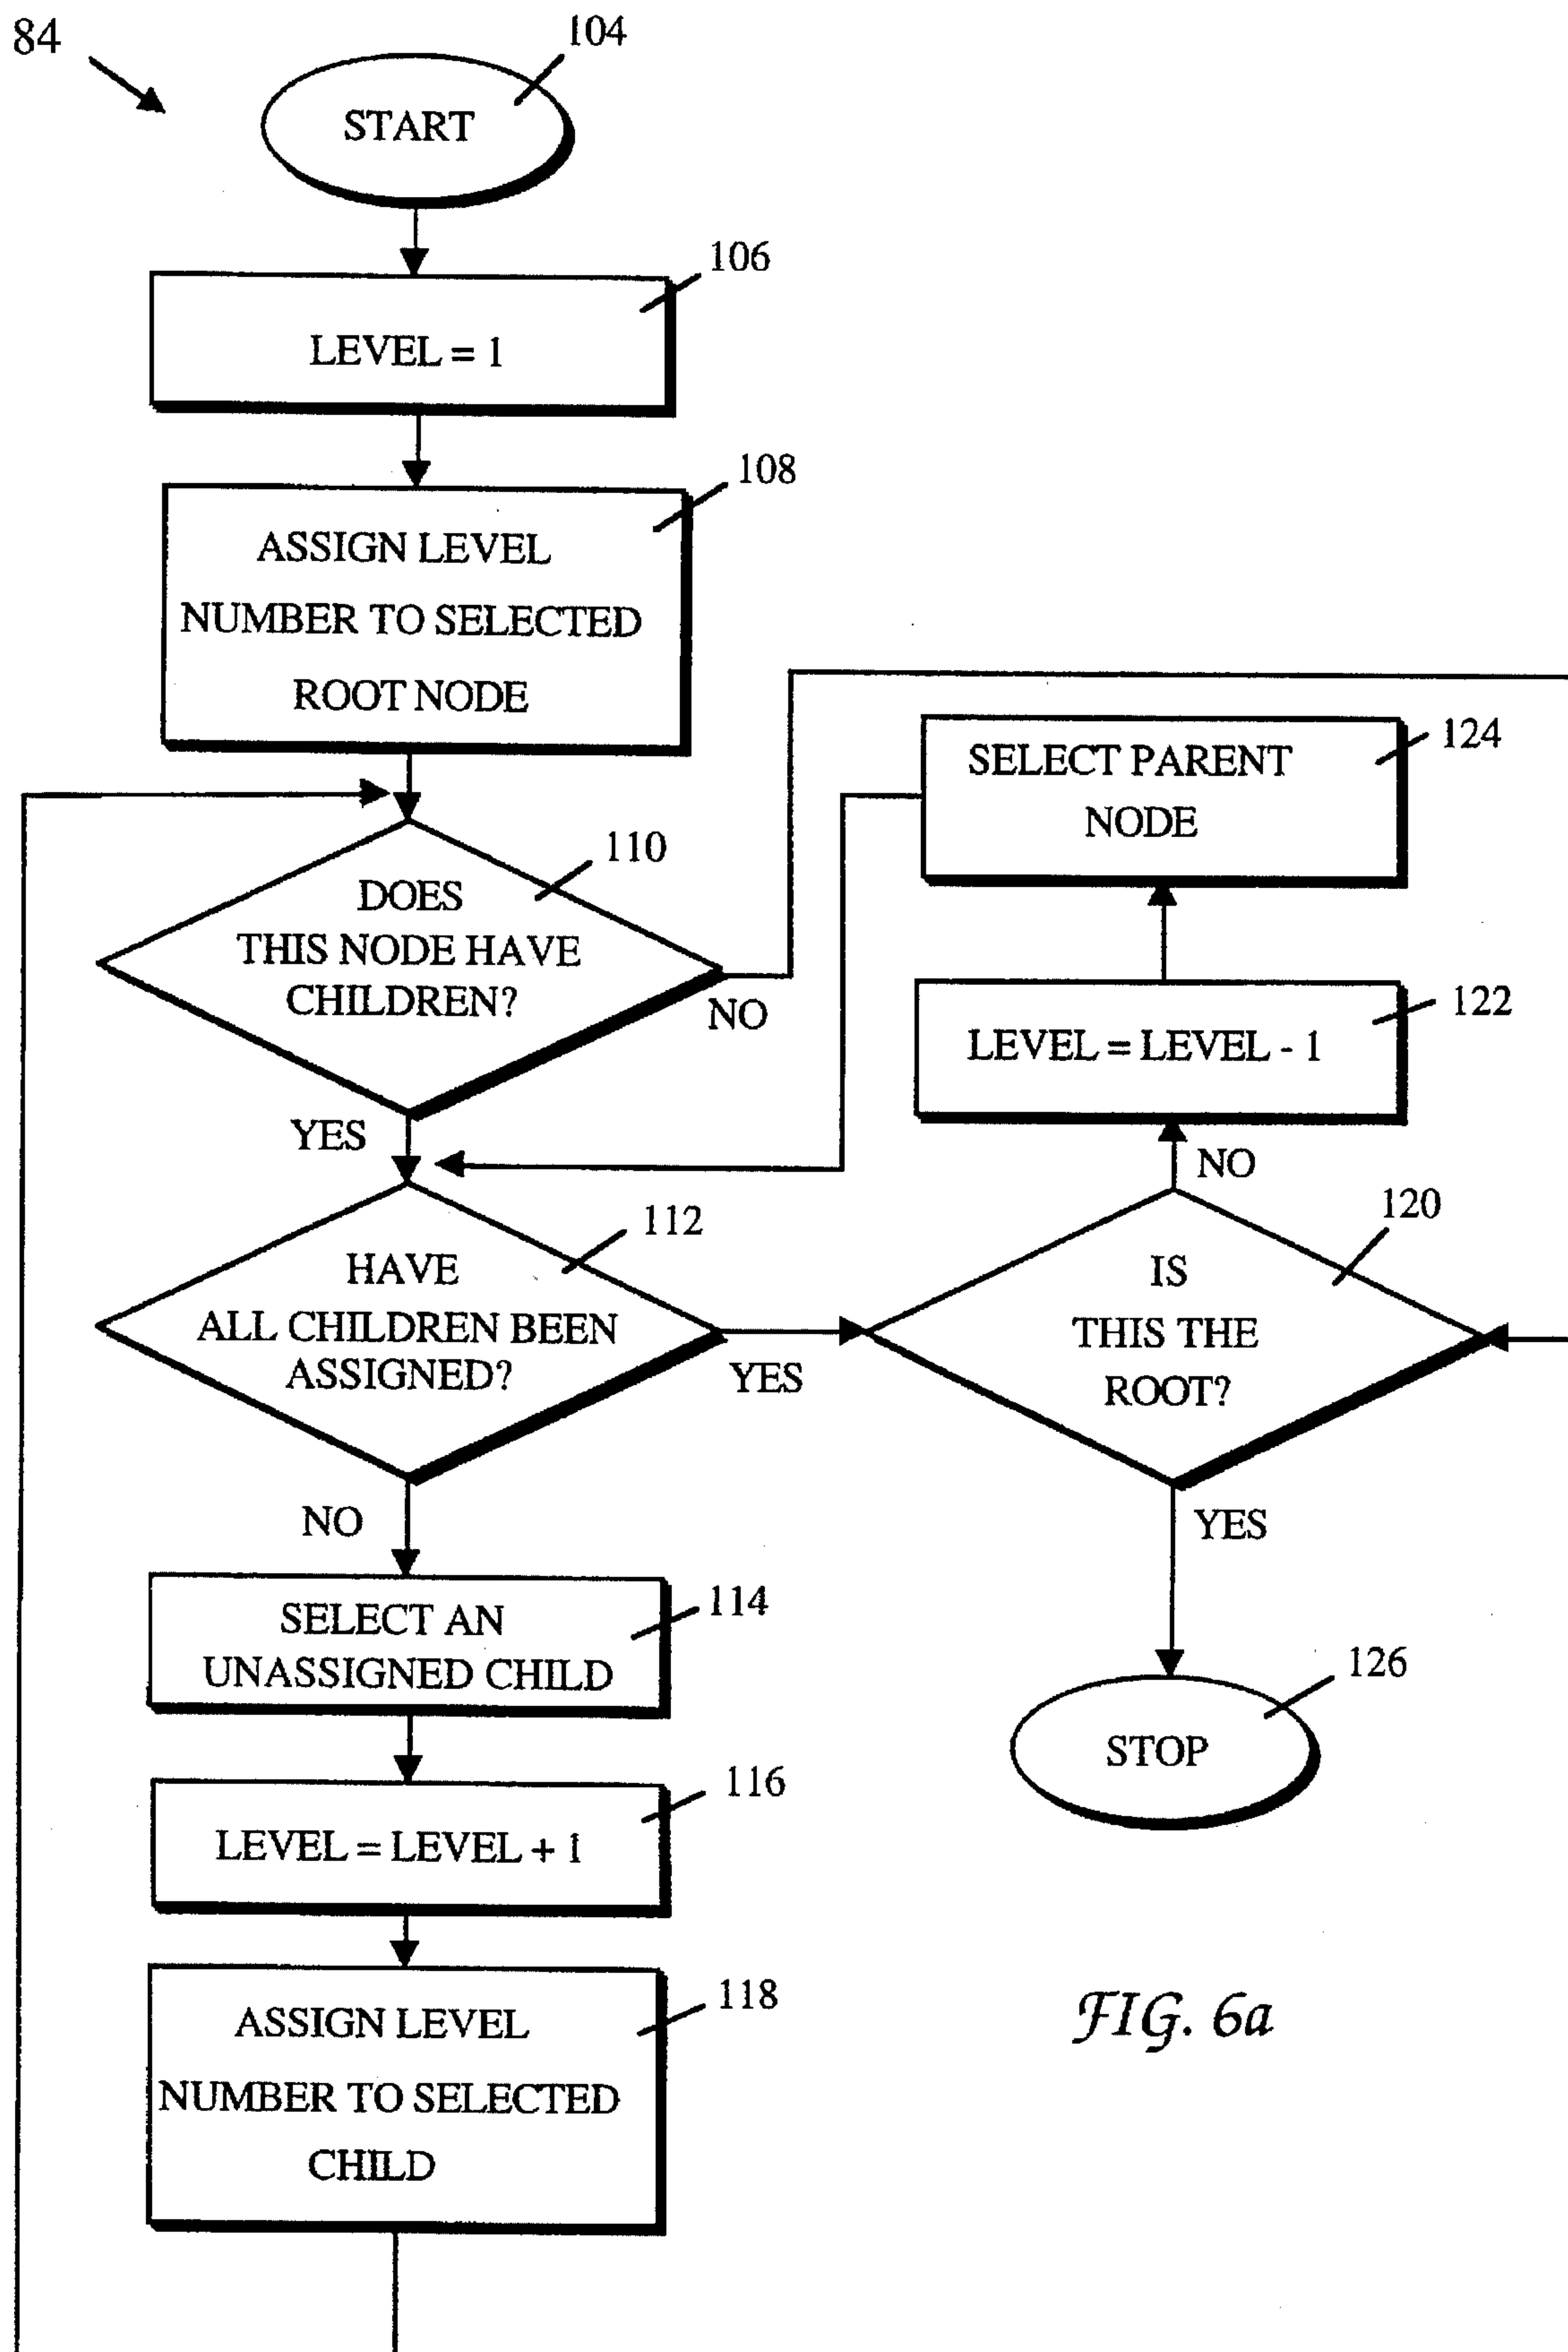 84
104
START
106
LEVEL = 1
108
ASSIGN LEVEL
NUMBER TO SELECTED
ROOT NODE
124
SELECT PARENT
NODE
110
DOES
THIS NODE HAVE
CHILDREN?
NO
122
LEVEL = LEVEL - 1
YES
NO
112
HAVE
ALL CHILDREN BEEN
ASSIGNED?
YES
120
IS
THIS THE
ROOT?
NO
YES
114
SELECT AN
UNASSIGNED CHILD
126
STOP
116
LEVEL = LEVEL + 1
118
ASSIGN LEVEL
NUMBER TO SELECTED
CHILD
FIG. 6a